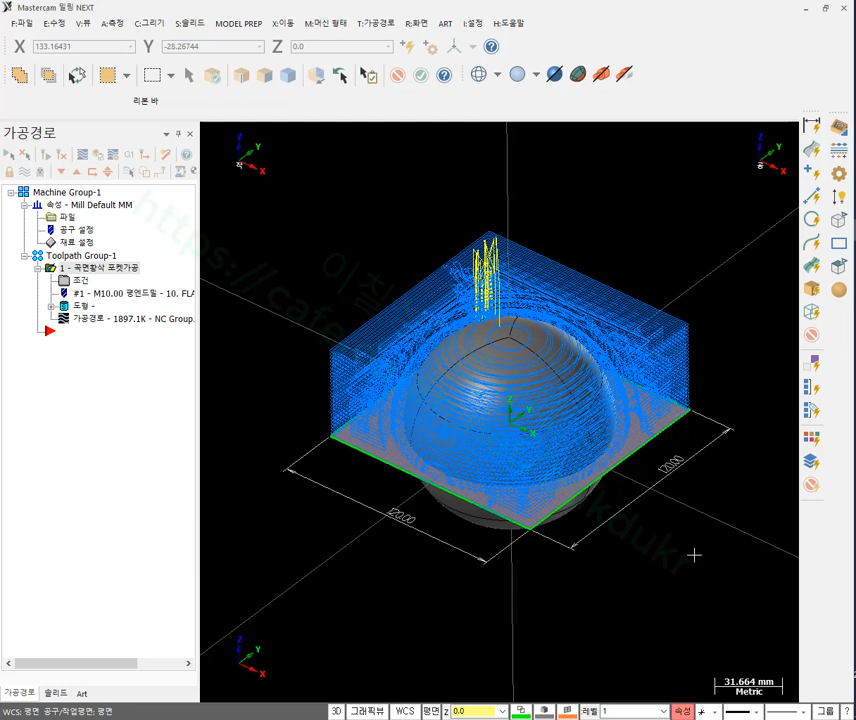 Mastercam 밀링 NEXT
F:파일 E:수정 V:뷰 A:측정 C:그리기 S:솔리드 MODEL PREP X:이동 M:머신 형태 T:가공경로 R:화면 ART I:설정 H:도움말
X 133.16431 Y -28.26744 Z 0.0
리본 바
가공경로
G1
Machine Group-1
속성 - Mill Default MM
파일
공구 설정
재료 설정
Toolpath Group-1
1 - 곡면황삭 포켓가공
조건
#1 - M10.00 평엔드밀 - 10. FLA
도형 -
가공경로 - 1897.1K - NC Group.
Z Y X
Z Y X
Z Y X
120.00
120.00
Z Y X
31.664 mm
Metric
가공경로 솔리드 Art
WCS: 평면 공구/작업평면: 평면 3D 그래픽뷰 WCS 평면 Z 0.0 레벨 1 속성 그룹 ?